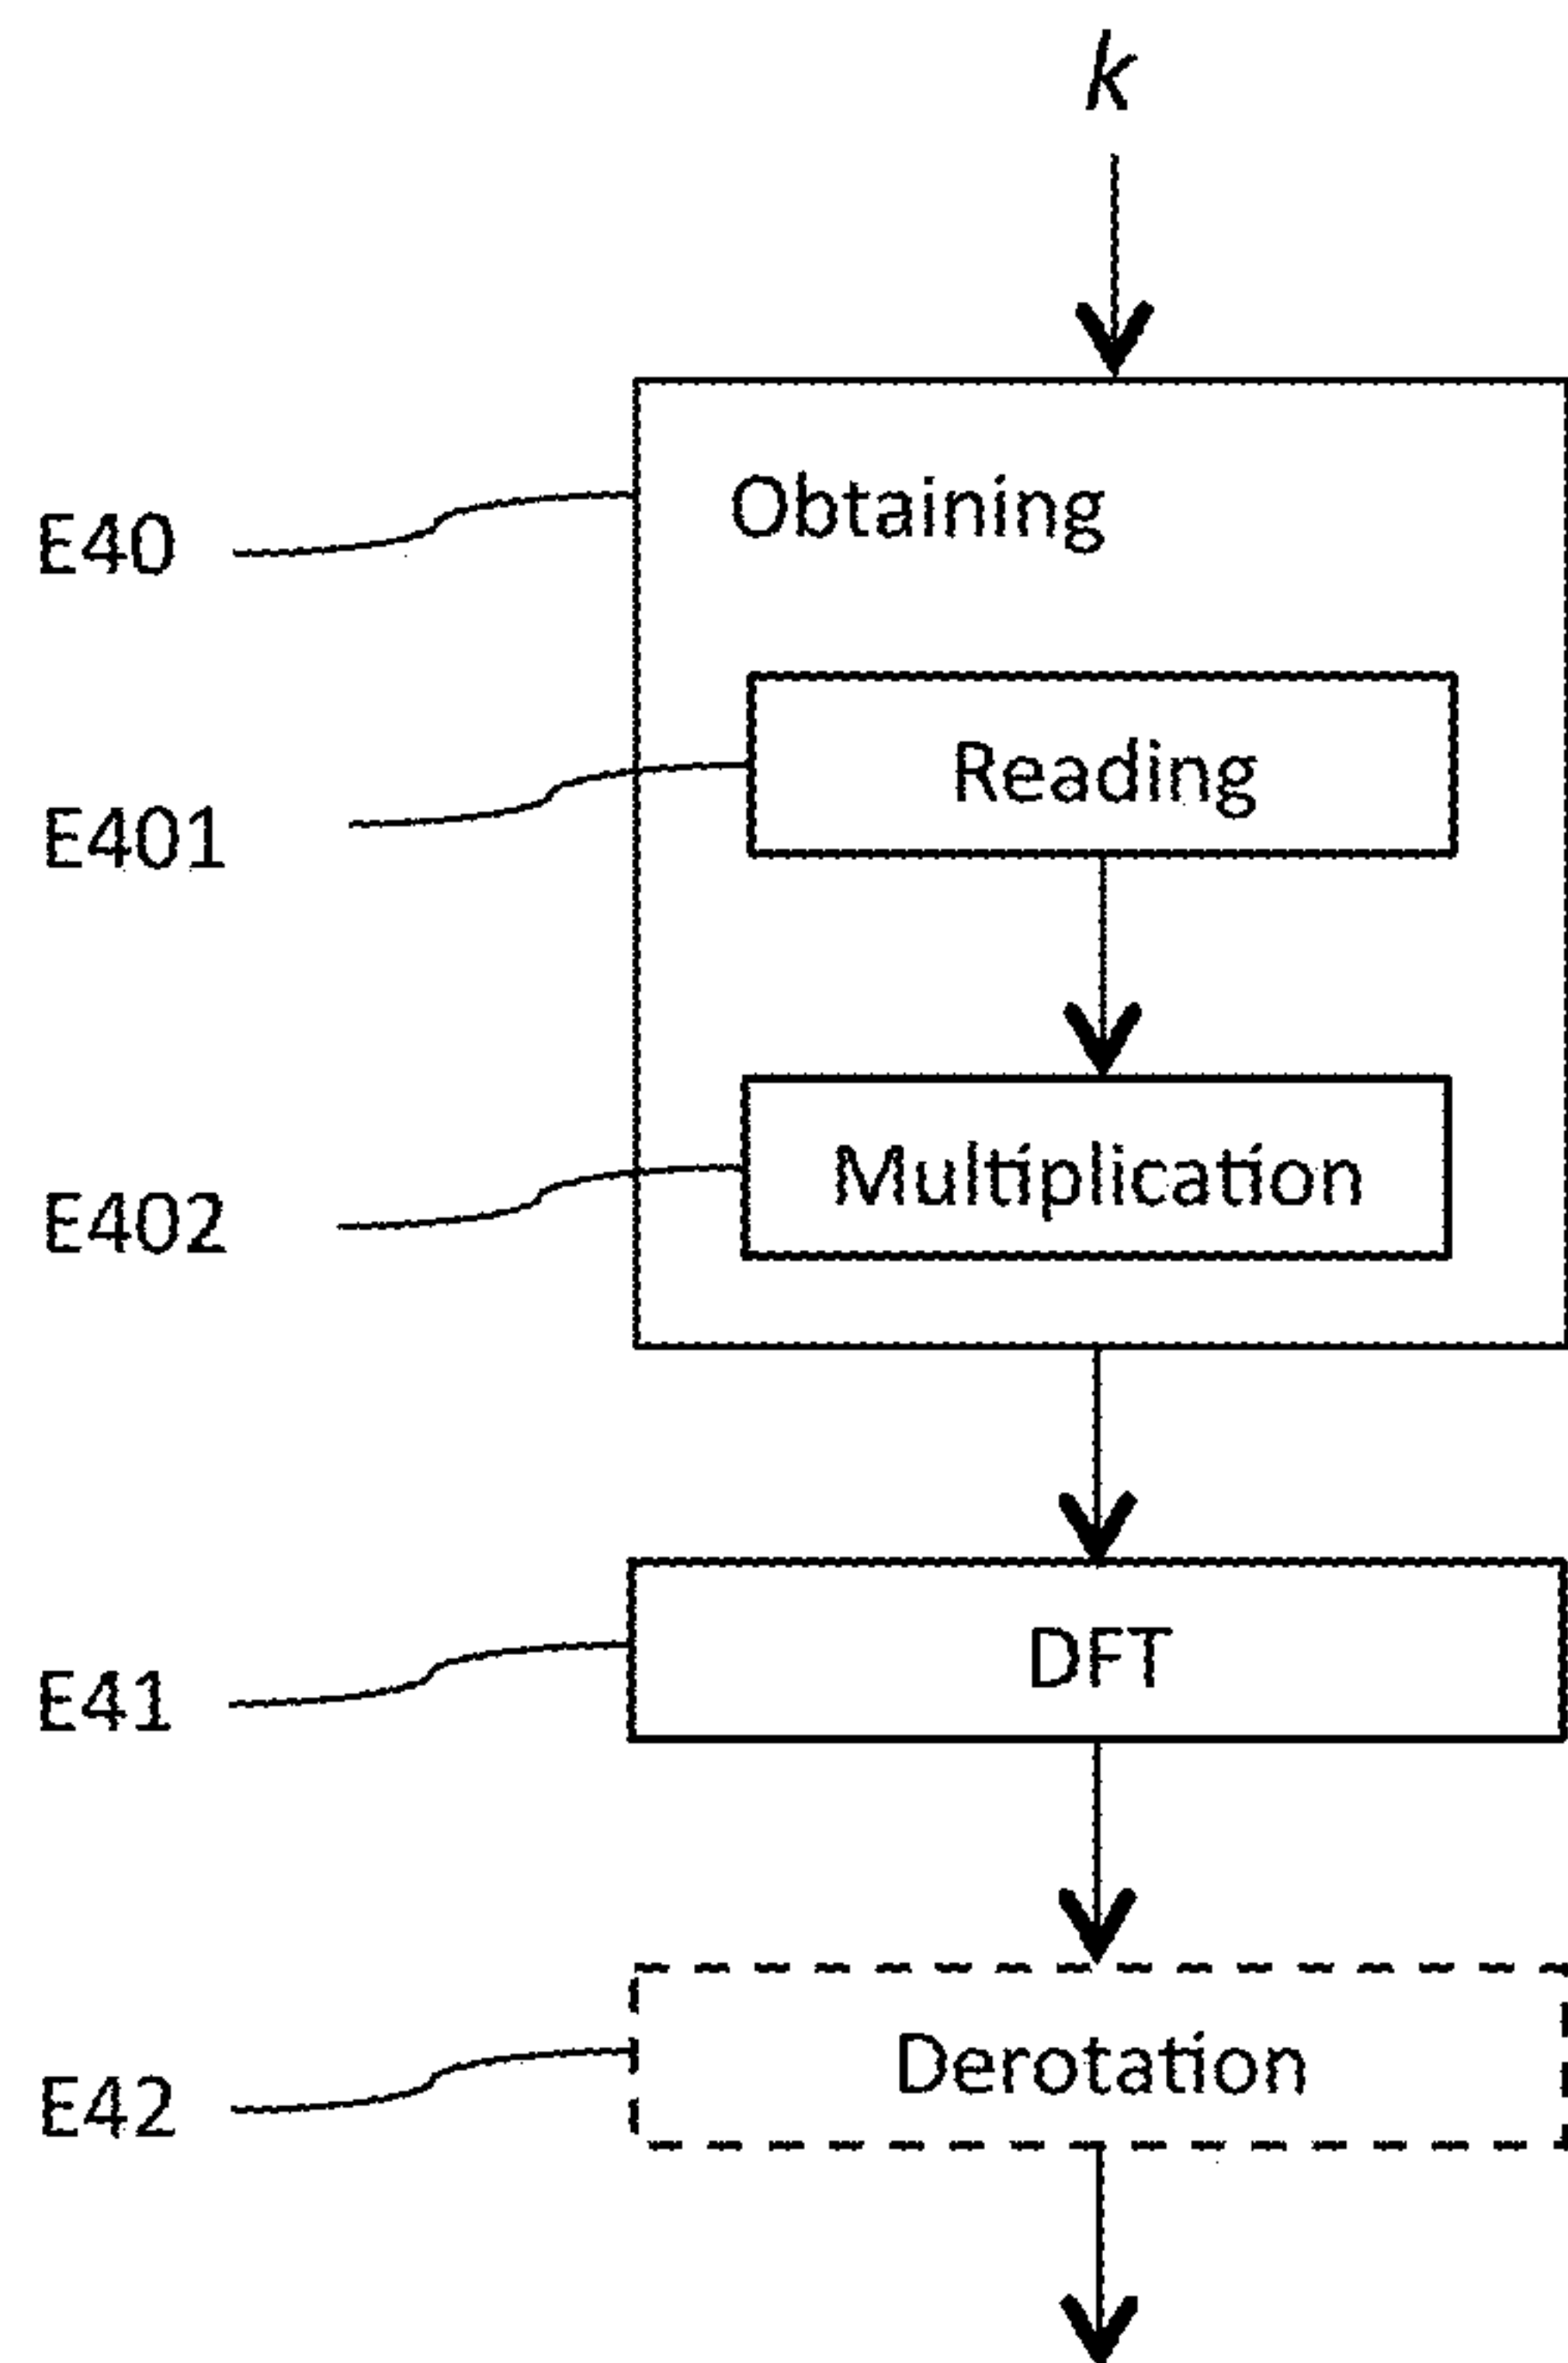 k
Obtaining
E40
Reading
E401
Multiplication
E402
DFT
E41
Derotation
E42